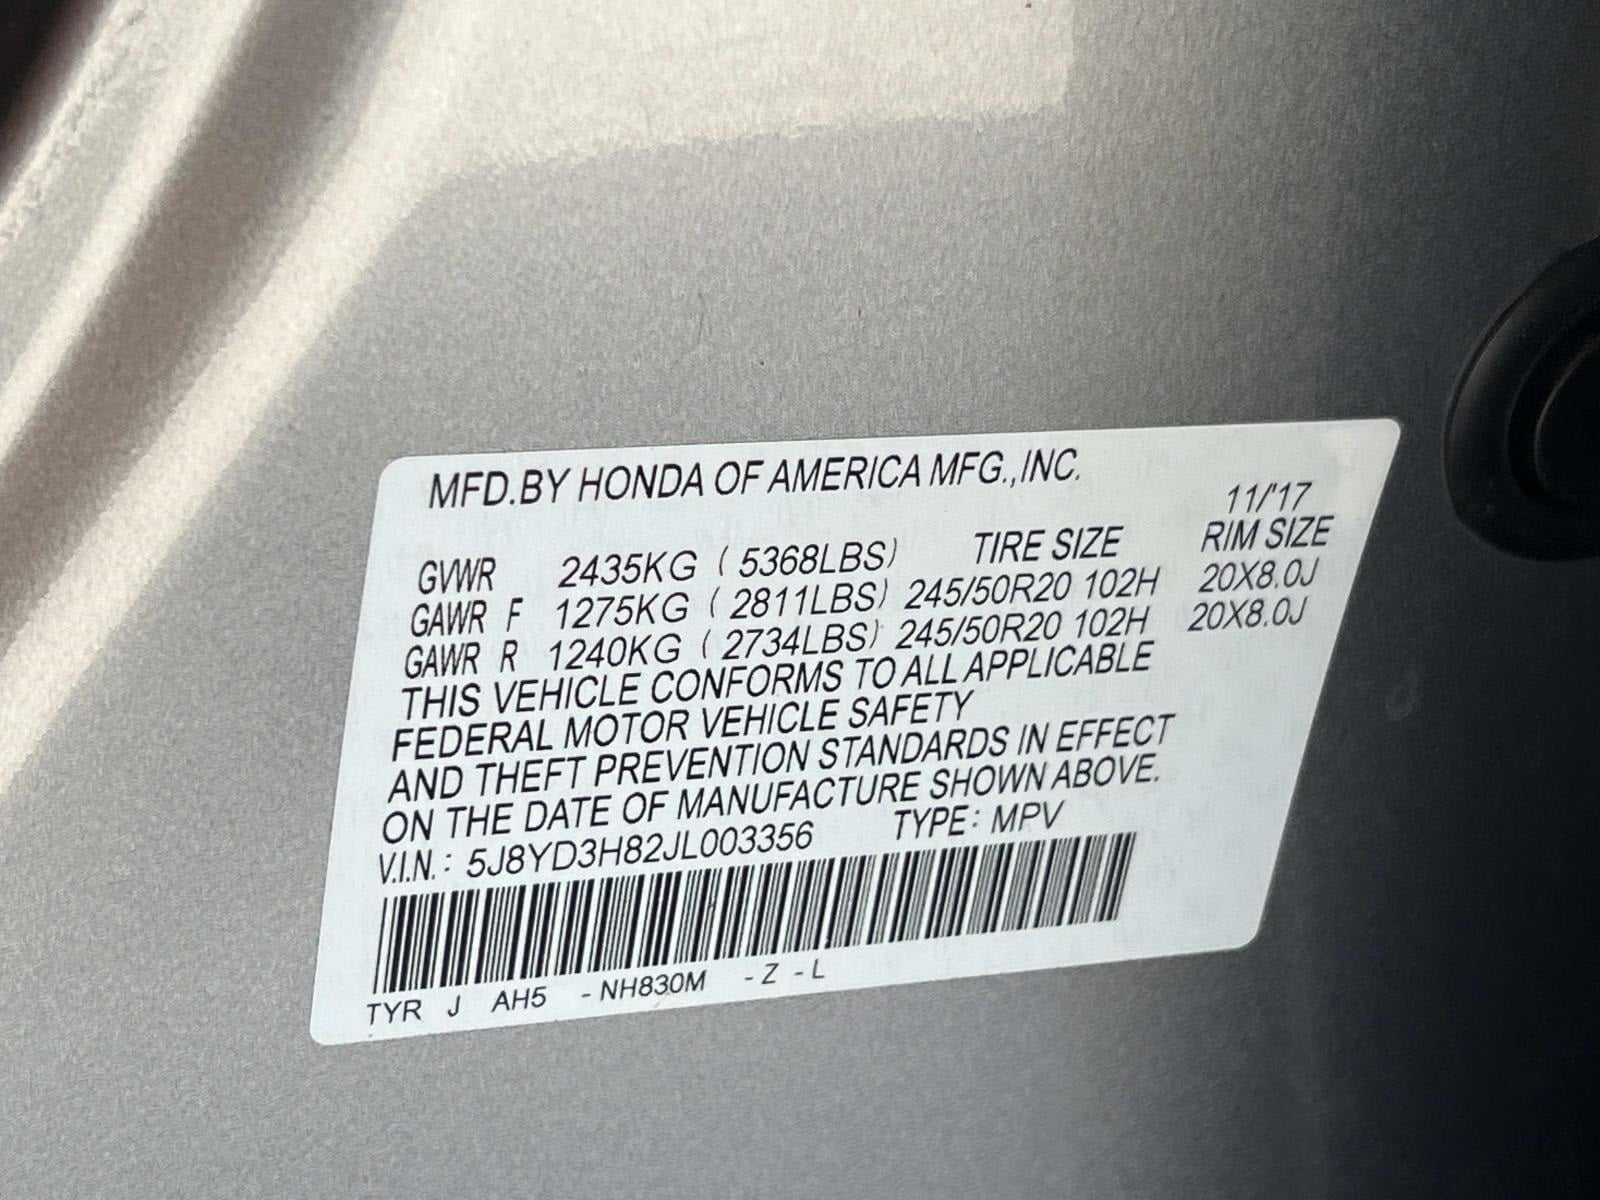 MFD.BY HONDA OF AMERICA MFG.,INC.
11/'17
GVWR 2435KG ( 5368LBS) TIRE SIZE RIM SIZE
GAWR F 1275KG ( 2811LBS) 245/50R20 102H 20X8.0J
GAWR R 1240KG ( 2734LBS) 245/50R20 102H 20X8.0J
THIS VEHICLE CONFORMS TO ALL APPLICABLE
FEDERAL MOTOR VEHICLE SAFETY
AND THEFT PREVENTION STANDARDS IN EFFECT
ON THE DATE OF MANUFACTURE SHOWN ABOVE.
V.I.N.: 5J8YD3H82JL003356 TYPE: MPV
TYR J AH5 -NH830M -Z -L